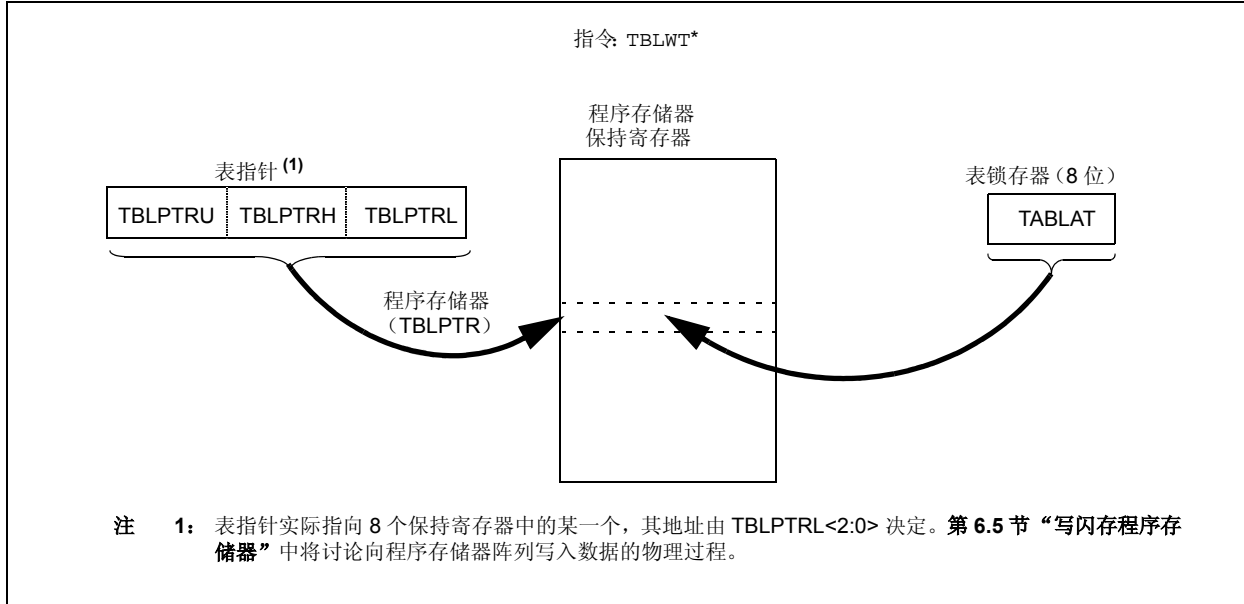 指令: TBLWT*
程序存储器
保持寄存器
表指针 (1)
表锁存器（8 位）
TBLPTRU TBLPTRH TBLPTRL
TABLAT
程序存储器
（TBLPTR）
注 1： 表指针实际指向 8 个保持寄存器中的某一个，其地址由 TBLPTRL<2:0> 决定。第 6.5 节“写闪存程序存
储器”中将讨论向程序存储器阵列写入数据的物理过程。